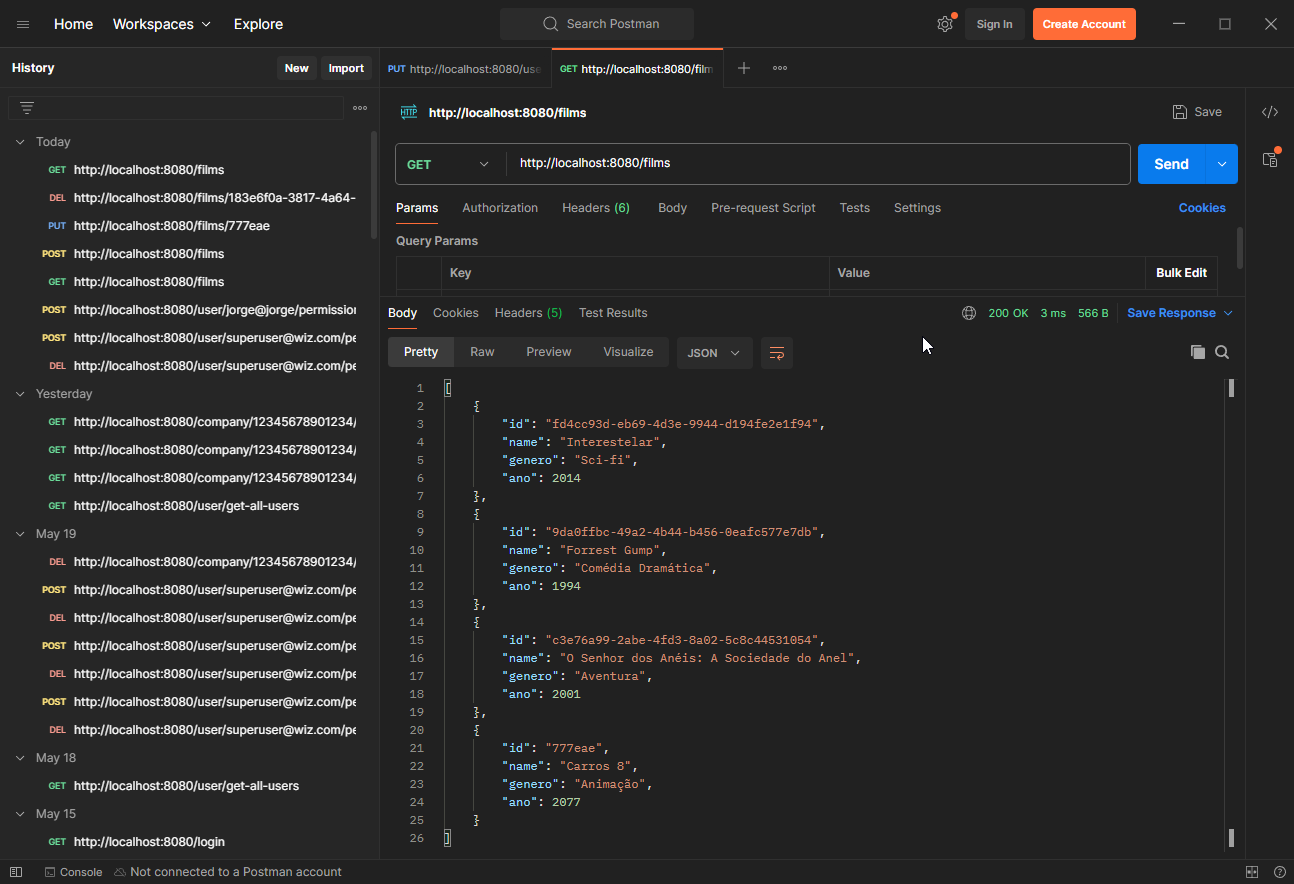 Home Workspaces Explore Search Postman Sign In Create Account
History New Import
PUT http://localhost:8080/use GET http://localhost:8080/film
HTTP http://localhost:8080/films Save
GET http://localhost:8080/films Send
Params Authorization Headers (6) Body Pre-request Script Tests Settings Cookies
Query Params
Key Value Bulk Edit
Today
GET http://localhost:8080/films
DEL http://localhost:8080/films/183e6f0a-3817-4a64-
PUT http://localhost:8080/films/777eae
POST http://localhost:8080/films
GET http://localhost:8080/films
POST http://localhost:8080/user/jorge@jorge/permission
POST http://localhost:8080/user/superuser@wiz.com/pe
DEL http://localhost:8080/user/superuser@wiz.com/pe
Yesterday
GET http://localhost:8080/company/12345678901234/
GET http://localhost:8080/company/12345678901234/
GET http://localhost:8080/company/12345678901234/
GET http://localhost:8080/user/get-all-users
May 19
DEL http://localhost:8080/company/12345678901234/
POST http://localhost:8080/user/superuser@wiz.com/pe
DEL http://localhost:8080/user/superuser@wiz.com/pe
POST http://localhost:8080/user/superuser@wiz.com/pe
DEL http://localhost:8080/user/superuser@wiz.com/pe
POST http://localhost:8080/user/superuser@wiz.com/pe
DEL http://localhost:8080/user/superuser@wiz.com/pe
May 18
GET http://localhost:8080/user/get-all-users
May 15
GET http://localhost:8080/login
Body Cookies Headers (5) Test Results 200 OK 3 ms 566 B Save Response
Pretty Raw Preview Visualize JSON
1 [
2 {
3 "id": "fd4cc93d-eb69-4d3e-9944-d194fe2e1f94",
4 "name": "Interestelar",
5 "genero": "Sci-fi",
6 "ano": 2014
7 },
8 {
9 "id": "9da0ffbc-49a2-4b44-b456-0eafc577e7db",
10 "name": "Forrest Gump",
11 "genero": "Comédia Dramática",
12 "ano": 1994
13 },
14 {
15 "id": "c3e76a99-2abe-4fd3-8a02-5c8c44531054",
16 "name": "O Senhor dos Anéis: A Sociedade do Anel",
17 "genero": "Aventura",
18 "ano": 2001
19 },
20 {
21 "id": "777eae",
22 "name": "Carros 8",
23 "genero": "Animação",
24 "ano": 2077
25 }
26 ]
Console Not connected to a Postman account